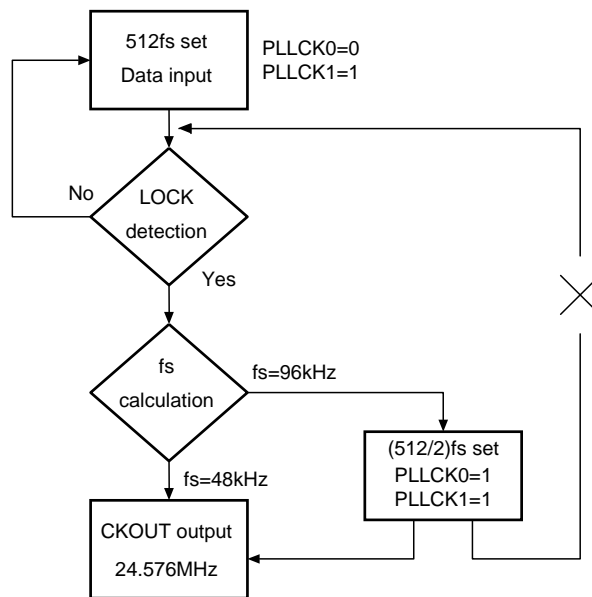 512fs set
Data input
PLLCK0=0
PLLCK1=1
No
LOCK
detection
Yes
fs
calculation
fs=96kHz
(512/2)fs set
PLLCK0=1
PLLCK1=1
fs=48kHz
CKOUT output
24.576MHz